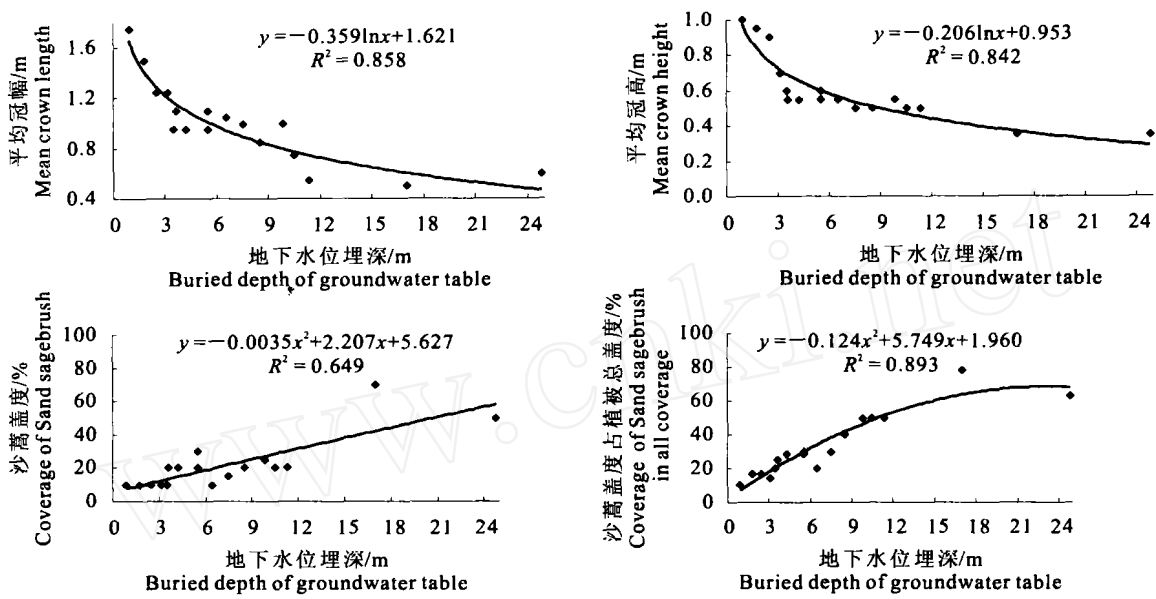 y=−0.359lnx+1.621
R²=0.858
1.6
1.2
0.8
0.4
平均冠幅/m
Mean crown length
0 3 6 9 12 15 18 21 24
地下水位埋深/m
Buried depth of groundwater table
y=−0.206lnx+0.953
R²=0.842
1.0
0.8
0.6
0.4
0.2
0.0
平均冠高/m
Mean crown height
0 3 6 9 12 15 18 21 24
地下水位埋深/m
Buried depth of groundwater table
y=−0.0035x²+2.207x+5.627
R²=0.649
100
80
60
40
20
0
沙蒿盖度/%
Coverage of Sand sagebrush
0 3 6 9 12 15 18 21 24
地下水位埋深/m
Buried depth of groundwater table
y=−0.124x²+5.749x+1.960
R²=0.893
100
80
60
40
20
0
沙蒿盖度占植被总盖度/%
Coverage of Sand sagebrush
in all coverage
0 3 6 9 12 15 18 21 24
地下水位埋深/m
Buried depth of groundwater table
www.cnki.net